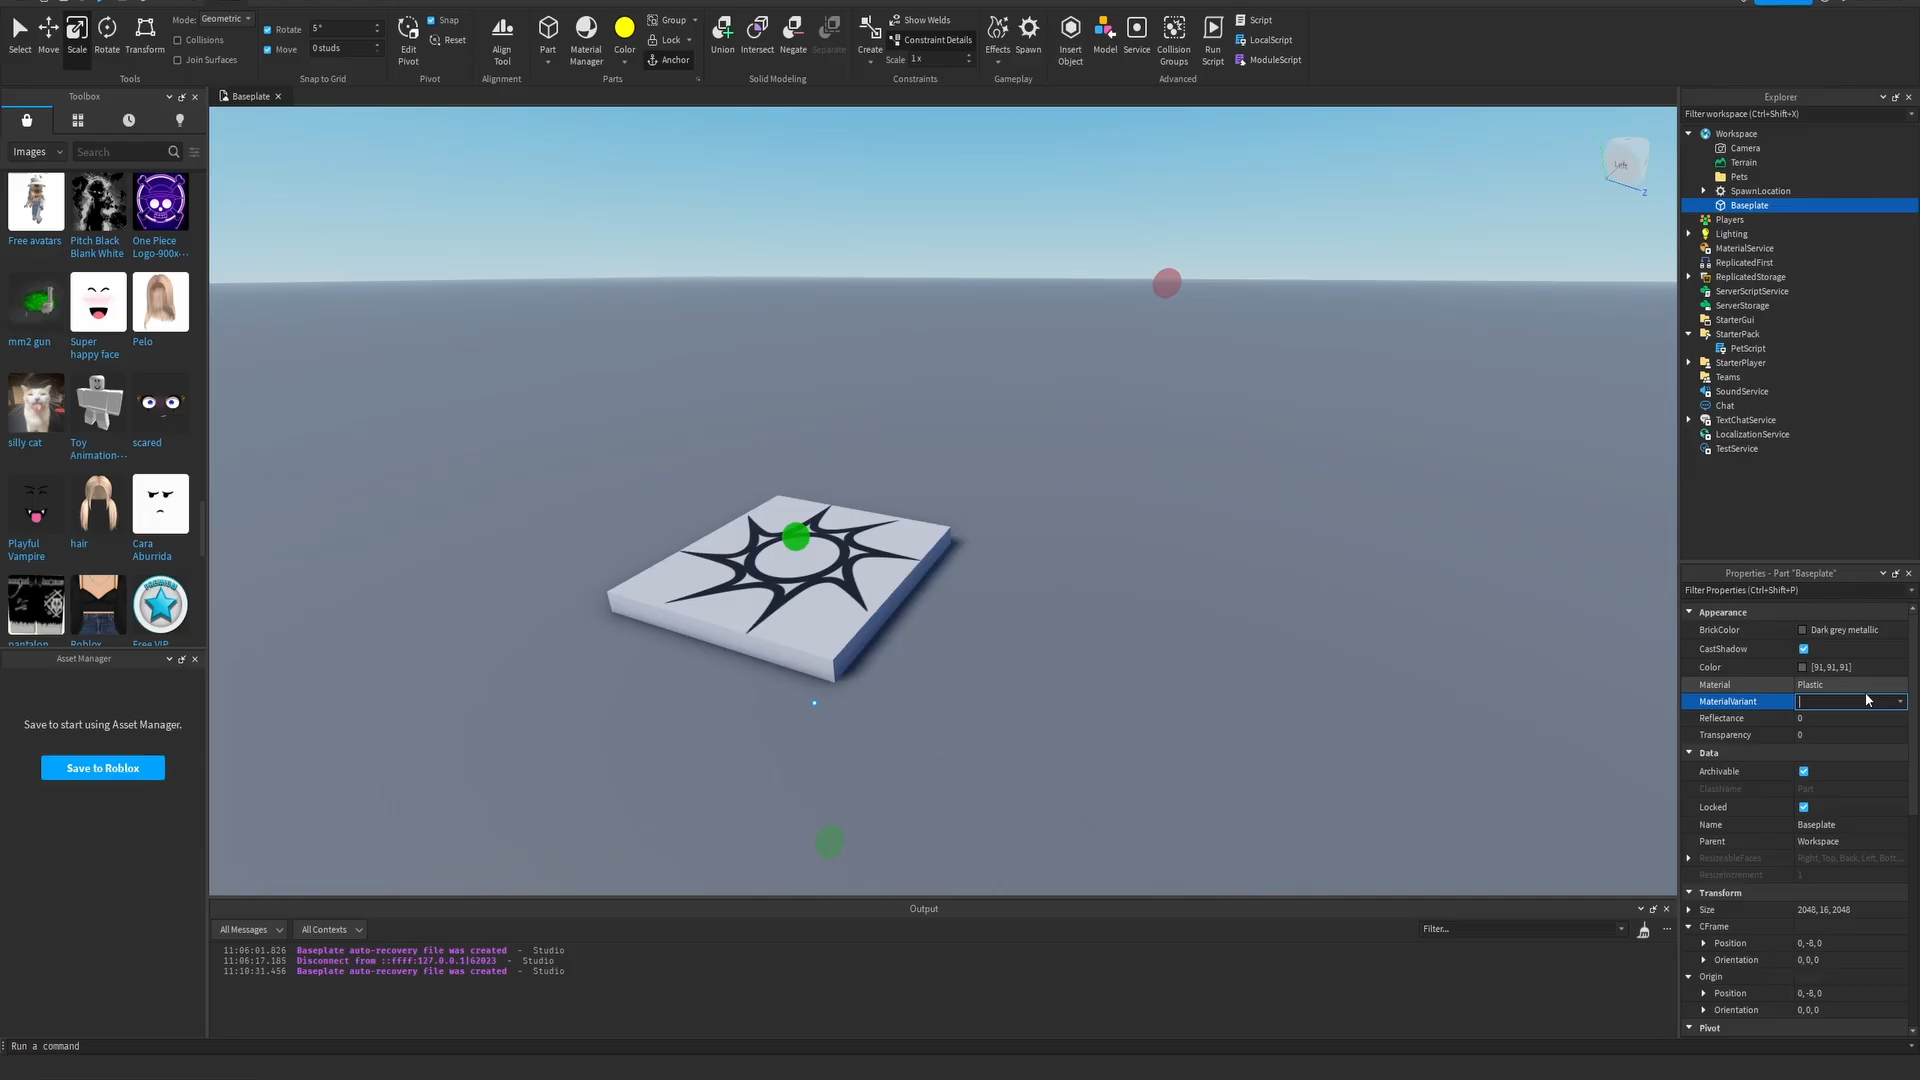 Select
Move
Scale
Rotate
Transform
Mode:
Geometric
Collisions
Join Surfaces
Tools
Rotate
5°
Move
0 studs
Snap to Grid
Edit
Pivot
Snap
Reset
Pivot
Align
Tool
Alignment
Part
Material
Manager
Color
Group
Lock
Anchor
Parts
Union
Intersect
Negate
Separate
Solid Modeling
Create
Show Welds
Constraint Details
Scale
1x
Constraints
Effects
Spawn
Gameplay
Insert
Object
Model
Service
Collision
Groups
Run
Script
Script
LocalScript
ModuleScript
Advanced
Toolbox
Images
Search
Free avatars
Pitch Black
Blank White
One Piece
Logo-900x···
mm2 gun
Super
happy face
Pelo
silly cat
Toy
Animation···
scared
Playful
Vampire
hair
Cara
Aburrida
PREMIUM
pantalon
Roblox
Free VIP
Asset Manager
Save to start using Asset Manager.
Save to Roblox
Baseplate
Left
Z
Output
All Messages
All Contexts
Filter...
11:06:01.826 Baseplate auto-recovery file was created - Studio
11:06:17.185 Disconnect from ::ffff:127.0.0.1|62023 - Studio
11:10:31.456 Baseplate auto-recovery file was created - Studio
Run a command
Explorer
Filter workspace (Ctrl+Shift+X)
Workspace
Camera
Terrain
Pets
SpawnLocation
Baseplate
Players
Lighting
MaterialService
ReplicatedFirst
ReplicatedStorage
ServerScriptService
ServerStorage
StarterGui
StarterPack
PetScript
StarterPlayer
Teams
SoundService
Chat
TextChatService
LocalizationService
TestService
Properties - Part "Baseplate"
Filter Properties (Ctrl+Shift+P)
Appearance
BrickColor Dark grey metallic
CastShadow
Color [91, 91, 91]
Material Plastic
MaterialVariant
Reflectance 0
Transparency 0
Data
Archivable
ClassName Part
Locked
Name Baseplate
Parent Workspace
ResizeableFaces Right, Top, Back, Left, Bott...
ResizeIncrement 1
Transform
Size 2048, 16, 2048
CFrame
Position 0, -8, 0
Orientation 0, 0, 0
Origin
Position 0, -8, 0
Orientation 0, 0, 0
Pivot